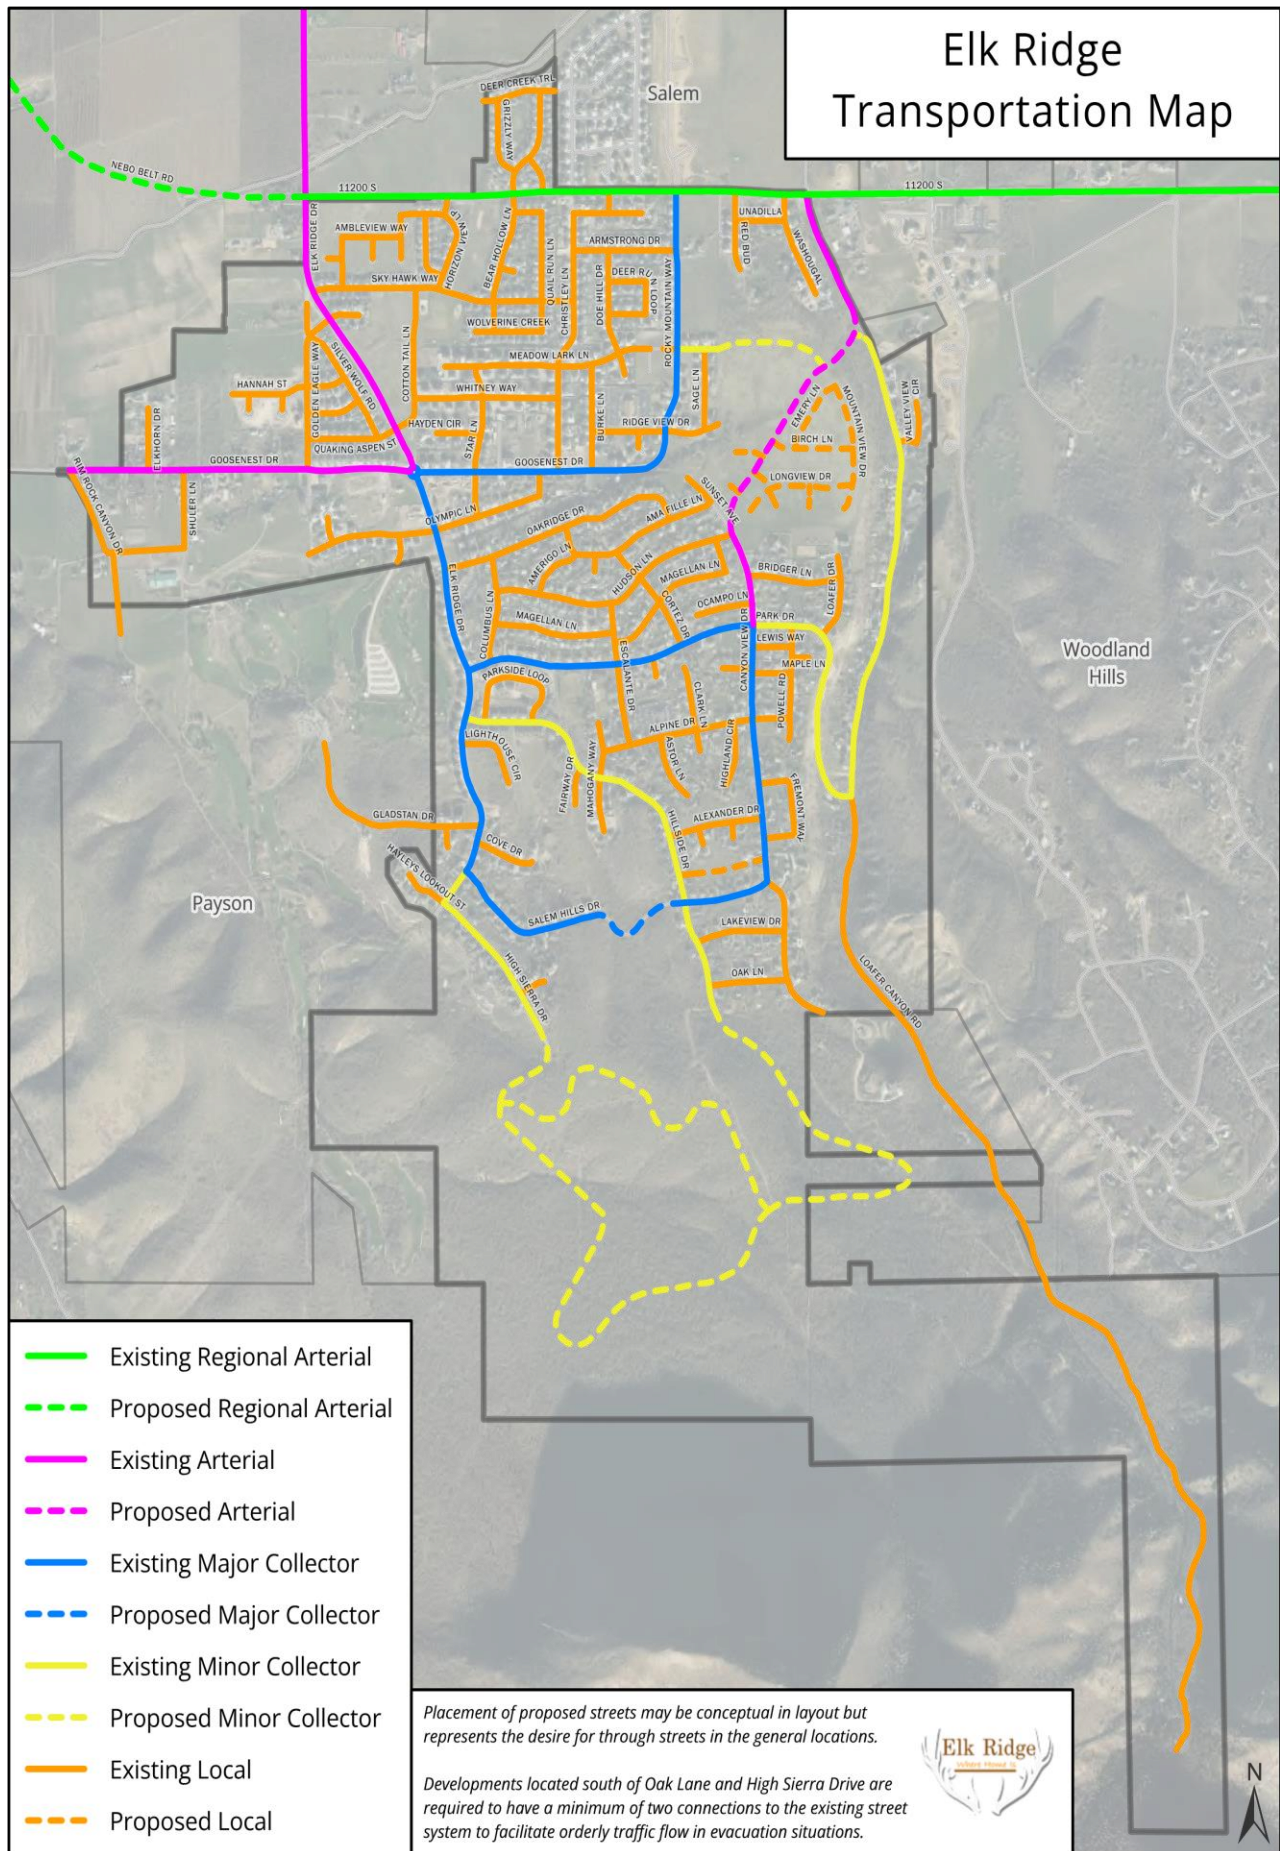 Elk Ridge
Transportation Map
DEER CREEK TRL
Salem
GRIZZLY WAY
NEBO BELT RD
11200 S
11200 S
ELK RIDGE DR
AMBLEVIEW WAY
HORIZON VIEW LP
BEAR HOLLOW LN
QUAIL RUN LN
CHRISTLEY LN
ARMSTRONG DR
UNADILLA
RED BUD
WASHOUGAL
SKY HAWK WAY
DOE HILL DR
DEER RUN LOOP
ROCKY MOUNTAIN WAY
WOLVERINE CREEK
COTTON TAIL LN
MEADOW LARK LN
SILVER WOLF RD
GOLDEN EAGLE WAY
HANNAH ST
WHITNEY WAY
SAGE LN
EMERY LN
MOUNTAIN VIEW DR
VALLEY VIEW CIR
ELKHORN DR
HAYDEN CIR
STAR LN
BURKE LN
RIDGE VIEW DR
BIRCH LN
QUAKING ASPEN ST
GOOSENEST DR
GOOSENEST DR
LONGVIEW DR
RIM ROCK CANYON DR
SHULER LN
OLYMPIC LN
OAKRIDGE DR
AMA FILLE LN
SUNSET AVE
AMERIGO LN
HUDSON LN
MAGELLAN LN
BRIDGER LN
ELK RIDGE DR
COLUMBUS LN
MAGELLAN LN
CORTEZ DR
OCAMPO LN
LOAFER DR
PARK DR
LEWIS WAY
MAPLE LN
Woodland
Hills
PARKSIDE LOOP
ESCALANTE DR
CLARK LN
CANYON VIEW DR
POWELL RD
ALPINE DR
LIGHTHOUSE CIR
FAIRWAY DR
MAHOGANY WAY
ASTOR LN
HIGHLAND CIR
FREMONT WAY
GLADSTAN DR
COVE DR
HILLSIDE DR
ALEXANDER DR
HAYLEYS LOOKOUT ST
Payson
SALEM HILLS DR
LAKEVIEW DR
HIGH SIERRA DR
OAK LN
LOAFER CANYON RD
Existing Regional Arterial
Proposed Regional Arterial
Existing Arterial
Proposed Arterial
Existing Major Collector
Proposed Major Collector
Existing Minor Collector
Proposed Minor Collector
Existing Local
Proposed Local
Placement of proposed streets may be conceptual in layout but
represents the desire for through streets in the general locations.
Developments located south of Oak Lane and High Sierra Drive are
required to have a minimum of two connections to the existing street
system to facilitate orderly traffic flow in evacuation situations.
Elk Ridge
Where Home Is
N